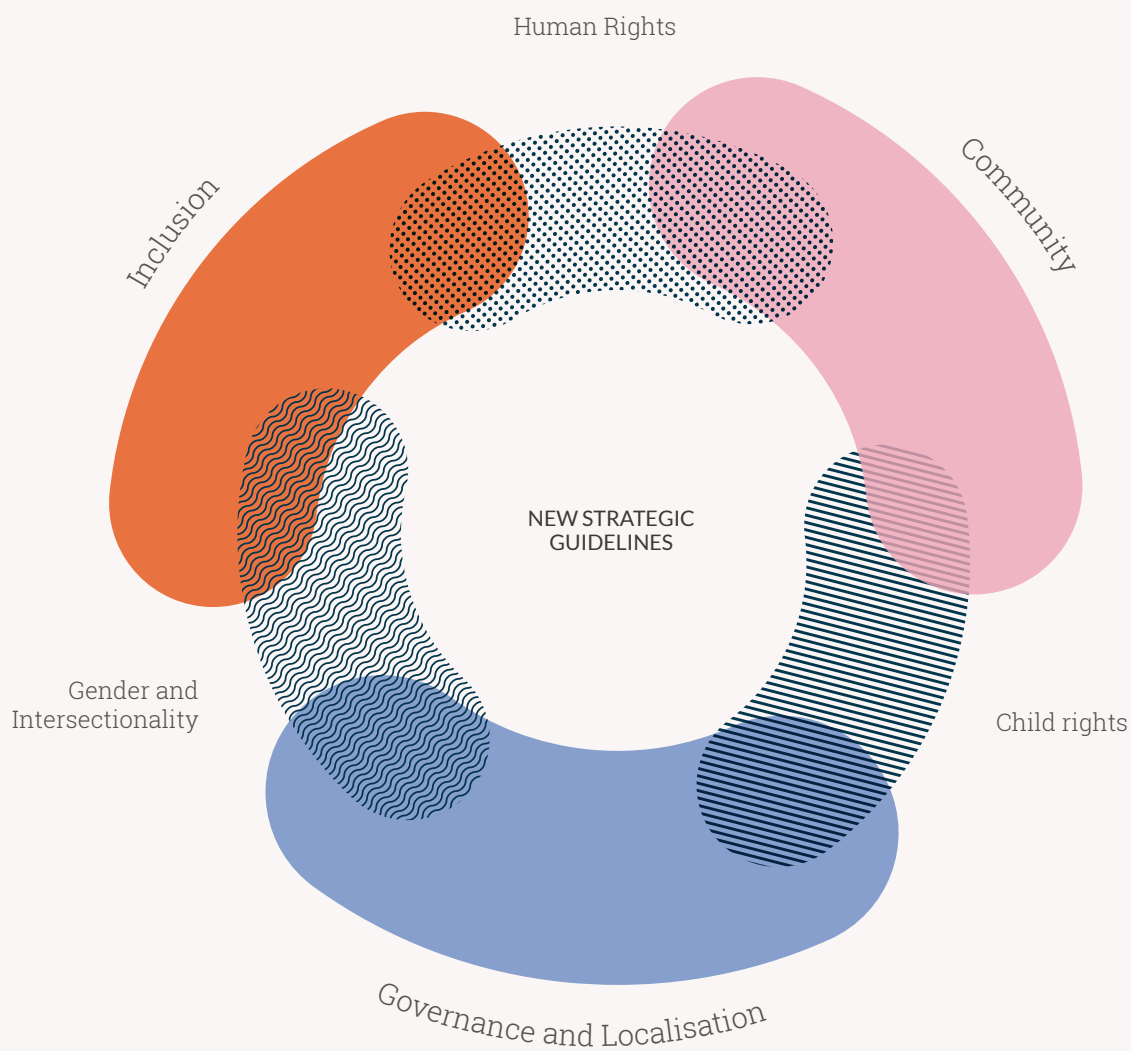 Human Rights
Inclusion
Community
NEW STRATEGIC
GUIDELINES
Gender and
Intersectionality
Child rights
Governance and Localisation